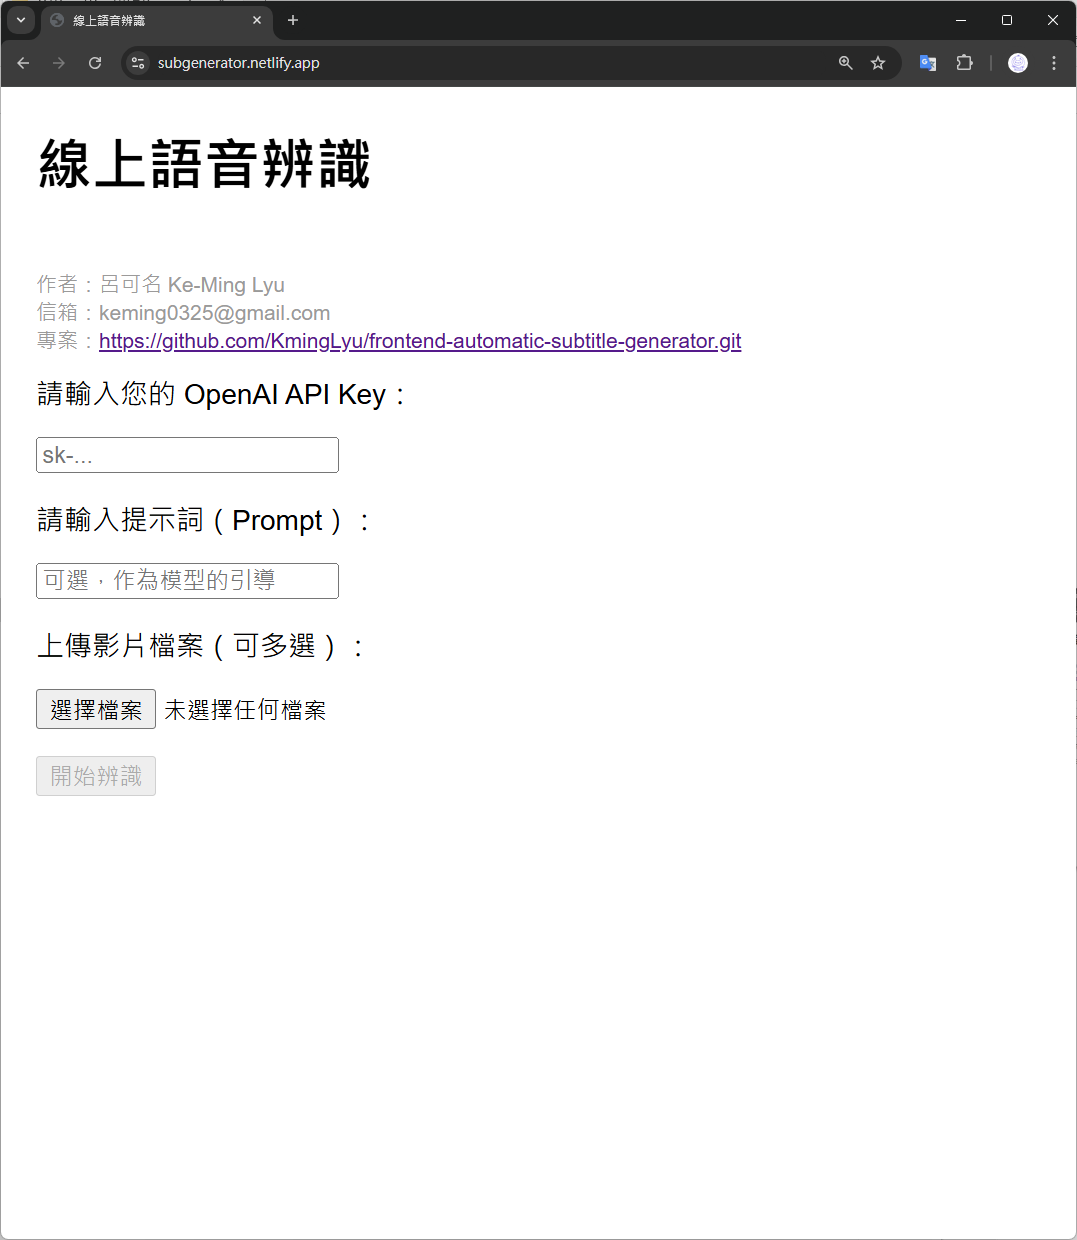 線上語音辨識
subgenerator.netlify.app
線上語音辨識
作者：呂可名 Ke-Ming Lyu
信箱：keming0325@gmail.com
專案：https://github.com/KmingLyu/frontend-automatic-subtitle-generator.git
請輸入您的 OpenAI API Key：
sk-...
請輸入提示詞（Prompt）：
可選，作為模型的引導
上傳影片檔案（可多選）：
選擇檔案 未選擇任何檔案
開始辨識